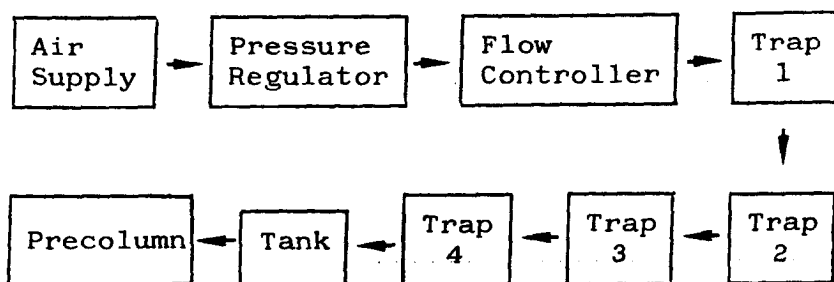 Air
Supply
Pressure
Regulator
Flow
Controller
Trap
1
Trap
2
Trap
3
Trap
4
Tank
Precolumn